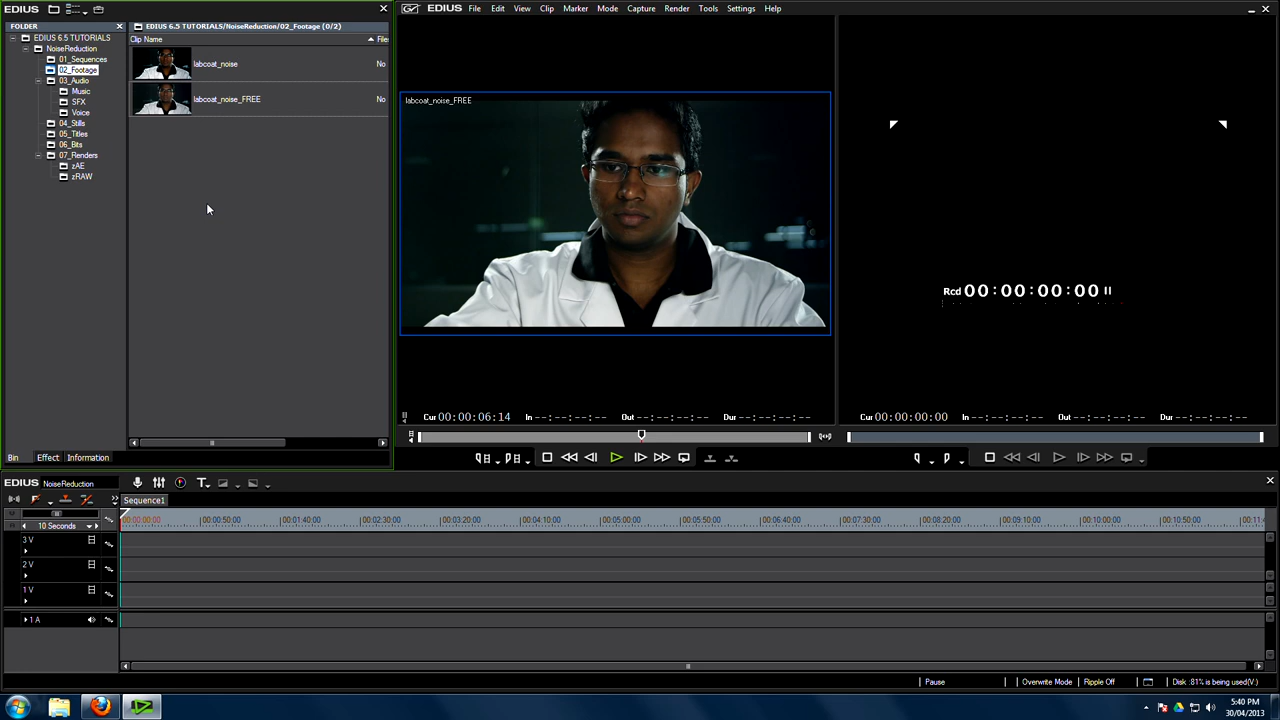 EDIUS
FOLDER
EDIUS 6.5 TUTORIALS
NoiseReduction
01_Sequences
02_Footage
03_Audio
Music
SFX
Voice
04_Stills
05_Titles
06_Bits
07_Renders
zAE
zRAW
EDIUS 6.5 TUTORIALS/NoiseReduction/02_Footage (0/2)
Clip Name
File
labcoat_noise
No
labcoat_noise_FREE
No
Bin Effect Information
EDIUS File Edit View Clip Marker Mode Capture Render Tools Settings Help
labcoat_noise_FREE
Rcd 00:00:00:00
Cur 00:00:06:14 In --:--:--:-- Out --:--:--:-- Dur --:--:--:--
Cur 00:00:00:00 In --:--:--:-- Out --:--:--:-- Dur --:--:--:--
EDIUS NoiseReduction
T
Sequence1
10 Seconds
00:00:00:00 00:00:50:00 00:01:40:00 00:02:30:00 00:03:20:00 00:04:10:00 00:05:00:00 00:05:50:00 00:06:40:00 00:07:30:00 00:08:20:00 00:09:10:00 00:10:00:00 00:10:50:00 00:11:4
3 V
2 V
1 V
1 A
Pause Overwrite Mode Ripple Off Disk :81% is being used(V:)
5:40 PM
30/04/2013